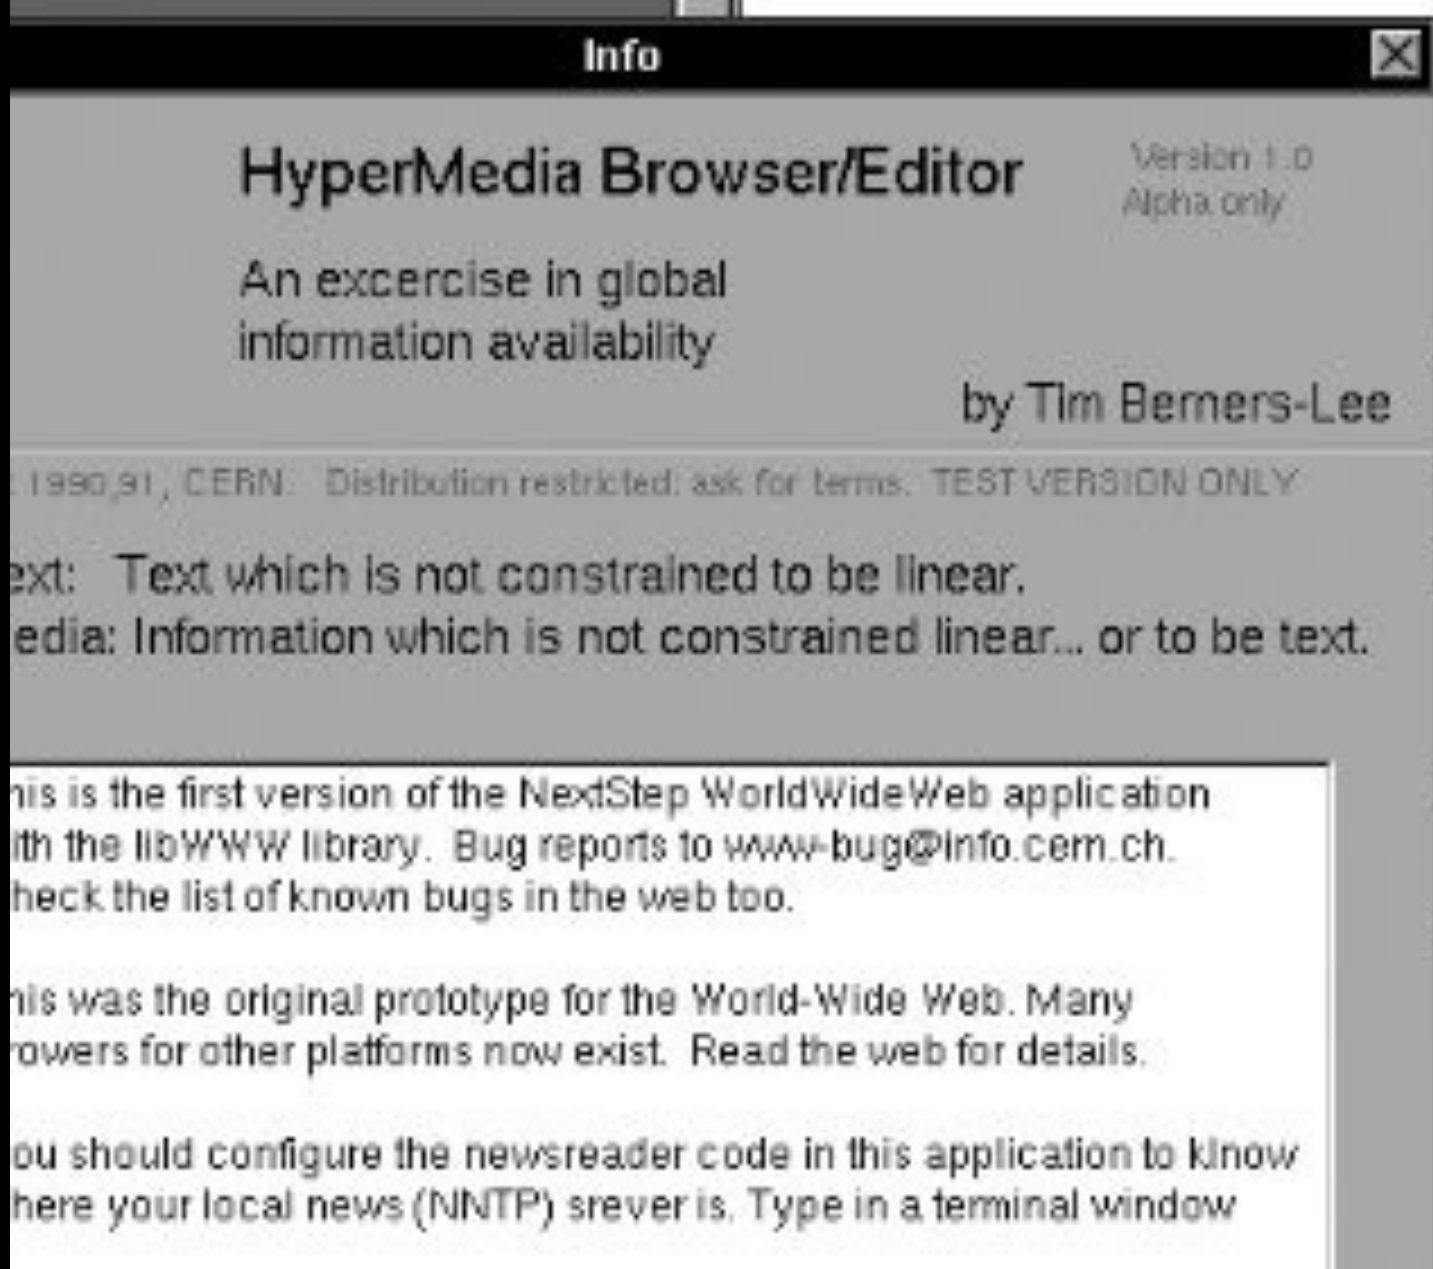 Info
HyperMedia Browser/Editor
Version 1.0
Alpha only
An excercise in global
information availability
by Tim Berners-Lee
1990,91, CERN. Distribution restricted: ask for terms. TEST VERSION ONLY
ext: Text which is not constrained to be linear.
edia: Information which is not constrained linear... or to be text.
his is the first version of the NextStep WorldWideWeb application
ith the libWWW library. Bug reports to www-bug@info.cern.ch.
heck the list of known bugs in the web too.
his was the original prototype for the World-Wide Web. Many
rowers for other platforms now exist. Read the web for details.
ou should configure the newsreader code in this application to kInow
here your local news (NNTP) srever is. Type in a terminal window